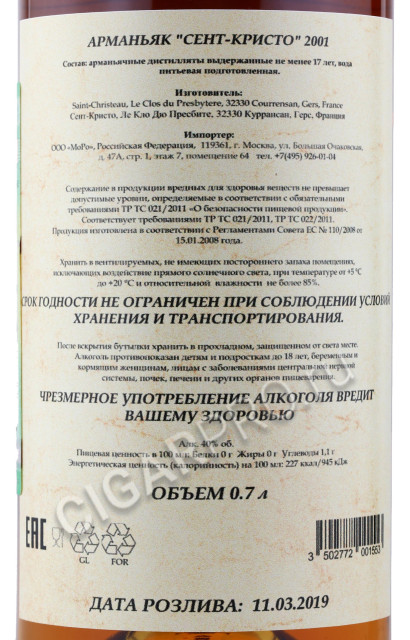 АРМАНЬЯК "СЕНТ-КРИСТО" 2001
Состав: арманьячные дистилляты выдержанные не менее 17 лет, вода
питьевая подготовленная.
Изготовитель:
Saint-Christeau, Le Clos du Presbytere, 32330 Courrensan, Gers, France
Сент-Кристо, Ле Кло Дю Пресбите, 32330 Куррансан, Герс, Франция
Импортер:
ООО «МоРо», Российская Федерация, 119361, г. Москва, ул. Большая Очаковская,
д. 47А, стр. 1, этаж 7, помещение 64 тел. +7(495) 926-01-04
Содержание в продукции вредных для здоровья веществ не превышает
допустимые уровни, определяемые в соответствии с обязательными
требованиями ТР ТС 021/2011 «О безопасности пищевой продукции».
Соответствует требованиям ТР ТС 021/2011, ТР ТС 022/2011.
Продукция изготовлена в соответствии с Регламентами Совета ЕС № 110/2008 от
15.01.2008 года.
Хранить в вентилируемых, не имеющих постороннего запаха помещениях,
исключающих воздействие прямого солнечного света, при температуре от +5 °C
до +20 °C и относительной влажности не более 85%.
СРОК ГОДНОСТИ НЕ ОГРАНИЧЕН ПРИ СОБЛЮДЕНИИ УСЛОВИЙ
ХРАНЕНИЯ И ТРАНСПОРТИРОВАНИЯ.
После вскрытия бутылки хранить в прохладном, защищенном от света месте.
Алкоголь противопоказан детям и подросткам до 18 лет, беременным и
кормящим женщинам, лицам с заболеваниями центральной нервной
системы, почек, печени и других органов пищеварения.
ЧРЕЗМЕРНОЕ УПОТРЕБЛЕНИЕ АЛКОГОЛЯ ВРЕДИТ
ВАШЕМУ ЗДОРОВЬЮ
Алк. 40% об.
Пищевая ценность в 100 мл: Белки 0 г Жиры 0 г Углеводы 1,1 г
Энергетическая ценность (калорийность) на 100 мл: 227 ккал/945 кДж
ОБЪЕМ 0.7 л
EAC
GL FOR
3 502772 001553
ДАТА РОЗЛИВА: 11.03.2019
CIGARPRO.RU